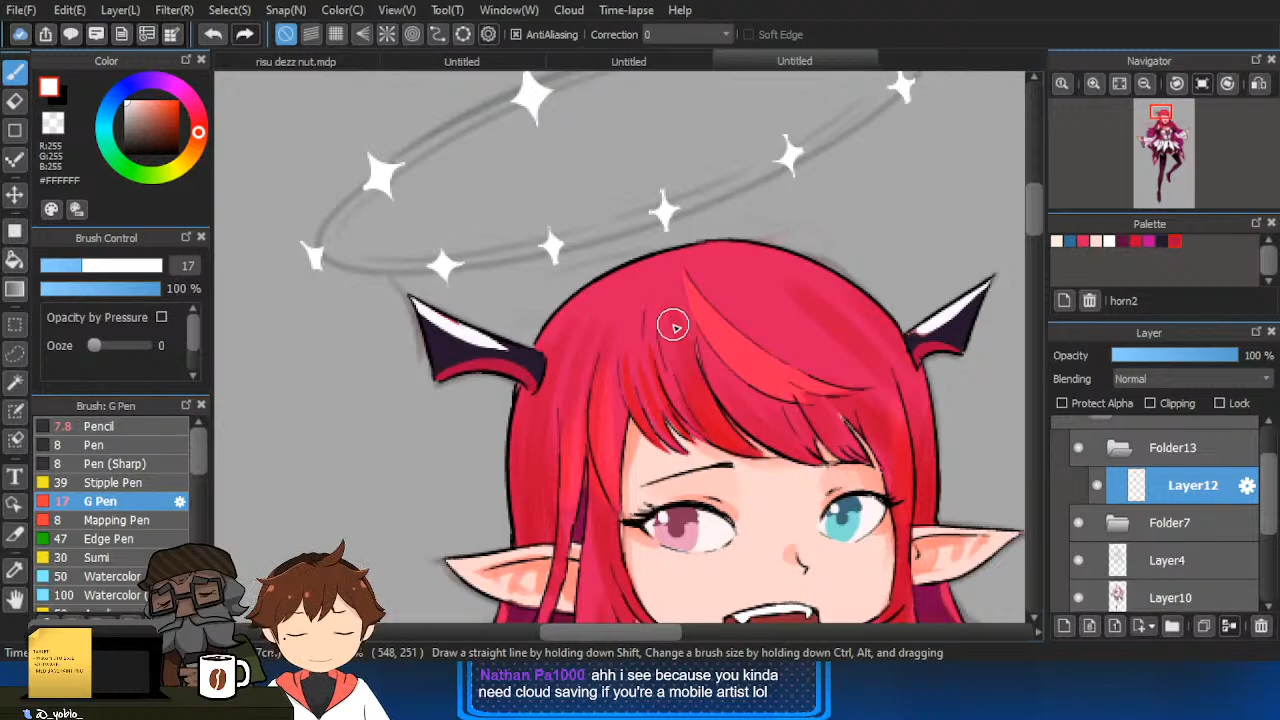 File(F) Edit(E) Layer(L) Filter(R) Select(S) Snap(N) Color(C) View(V) Tool(T) Window(W) Cloud Time-lapse Help
AntiAliasing Correction 0 Soft Edge
Color
risu dezz nut.mdp Untitled Untitled Untitled
Navigator
R:255
G:255
B:255
#FFFFFF
Brush Control
17
100 %
Opacity by Pressure
Ooze 0
Brush: G Pen
7.8 Pencil
8 Pen
8 Pen (Sharp)
39 Stipple Pen
17 G Pen
8 Mapping Pen
47 Edge Pen
30 Sumi
50 Watercolor
100 Watercolor (
Palette
horn2
Layer
Opacity 100 %
Blending Normal
Protect Alpha Clipping Lock
Folder13
Layer12
Folder7
Layer4
Layer10
(548, 251) Draw a straight line by holding down Shift, Change a brush size by holding down Ctrl, Alt, and dragging
Nathan Pa1000 ahh i see because you kinda
need cloud saving if you're a mobile artist lol
@_yoblo_